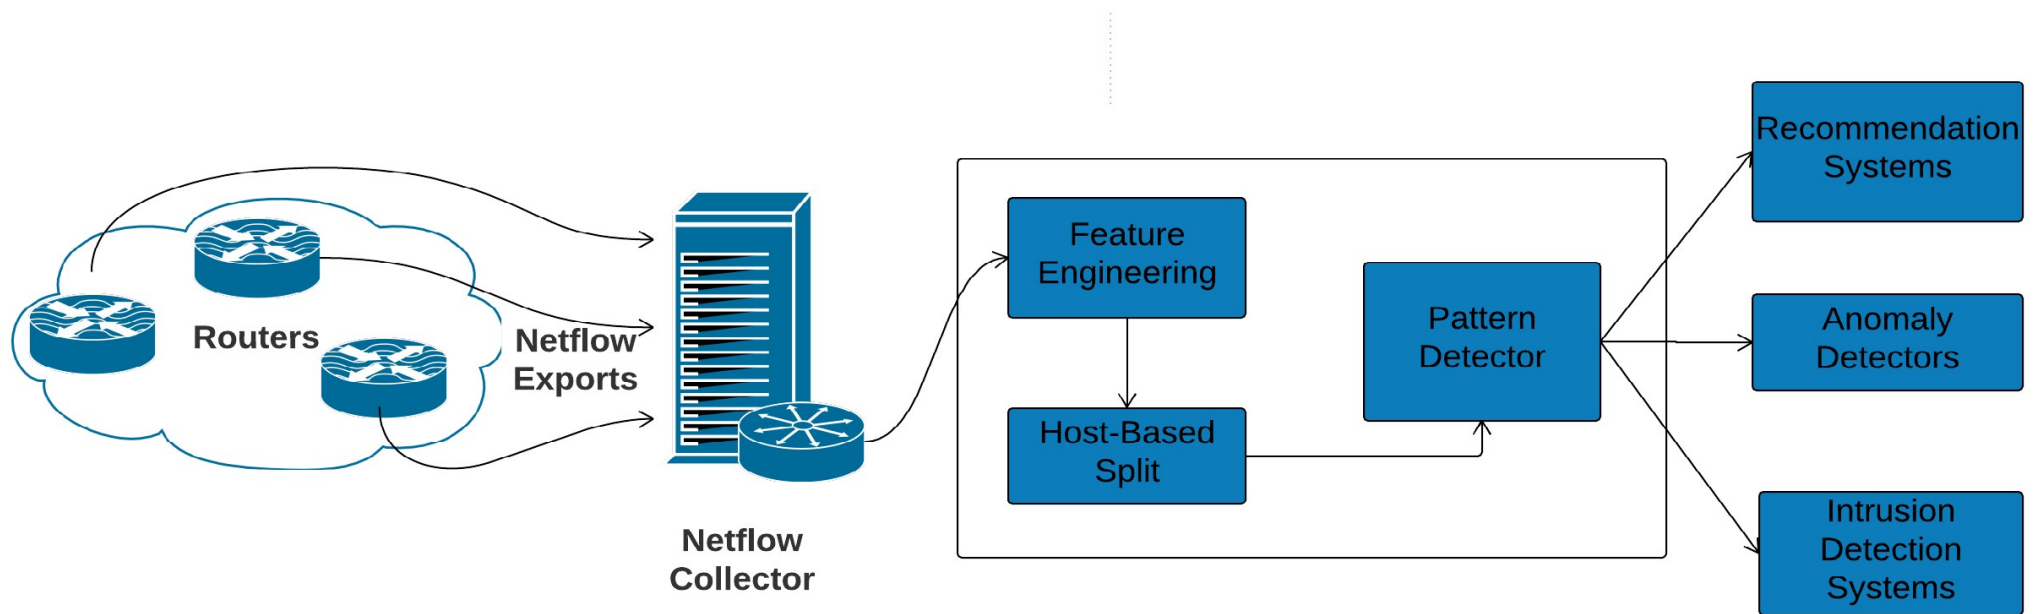 Routers
Netflow
Exports
Netflow
Collector
Feature
Engineering
Host-Based
Split
Pattern
Detector
Recommendation
Systems
Anomaly
Detectors
Intrusion
Detection
Systems